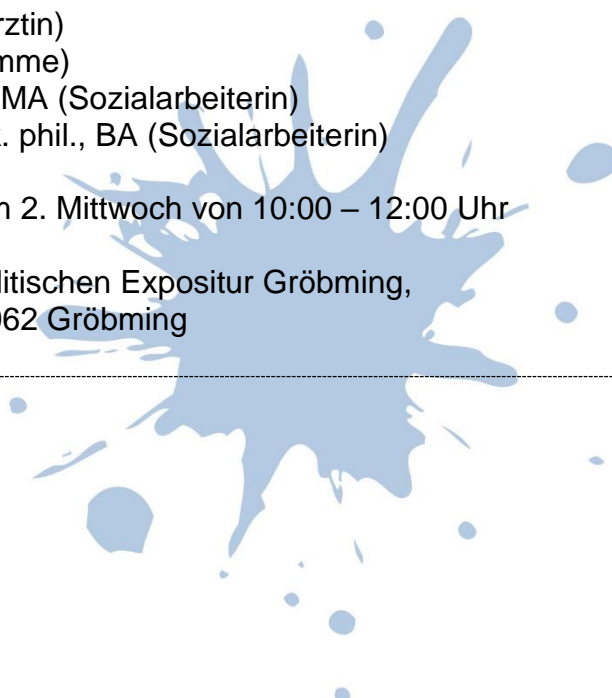 rztin)
mme)
MA (Sozialarbeiterin)
. phil., BA (Sozialarbeiterin)
2. Mittwoch von 10:00 – 12:00 Uhr
litischen Expositur Gröbming,
062 Gröbming